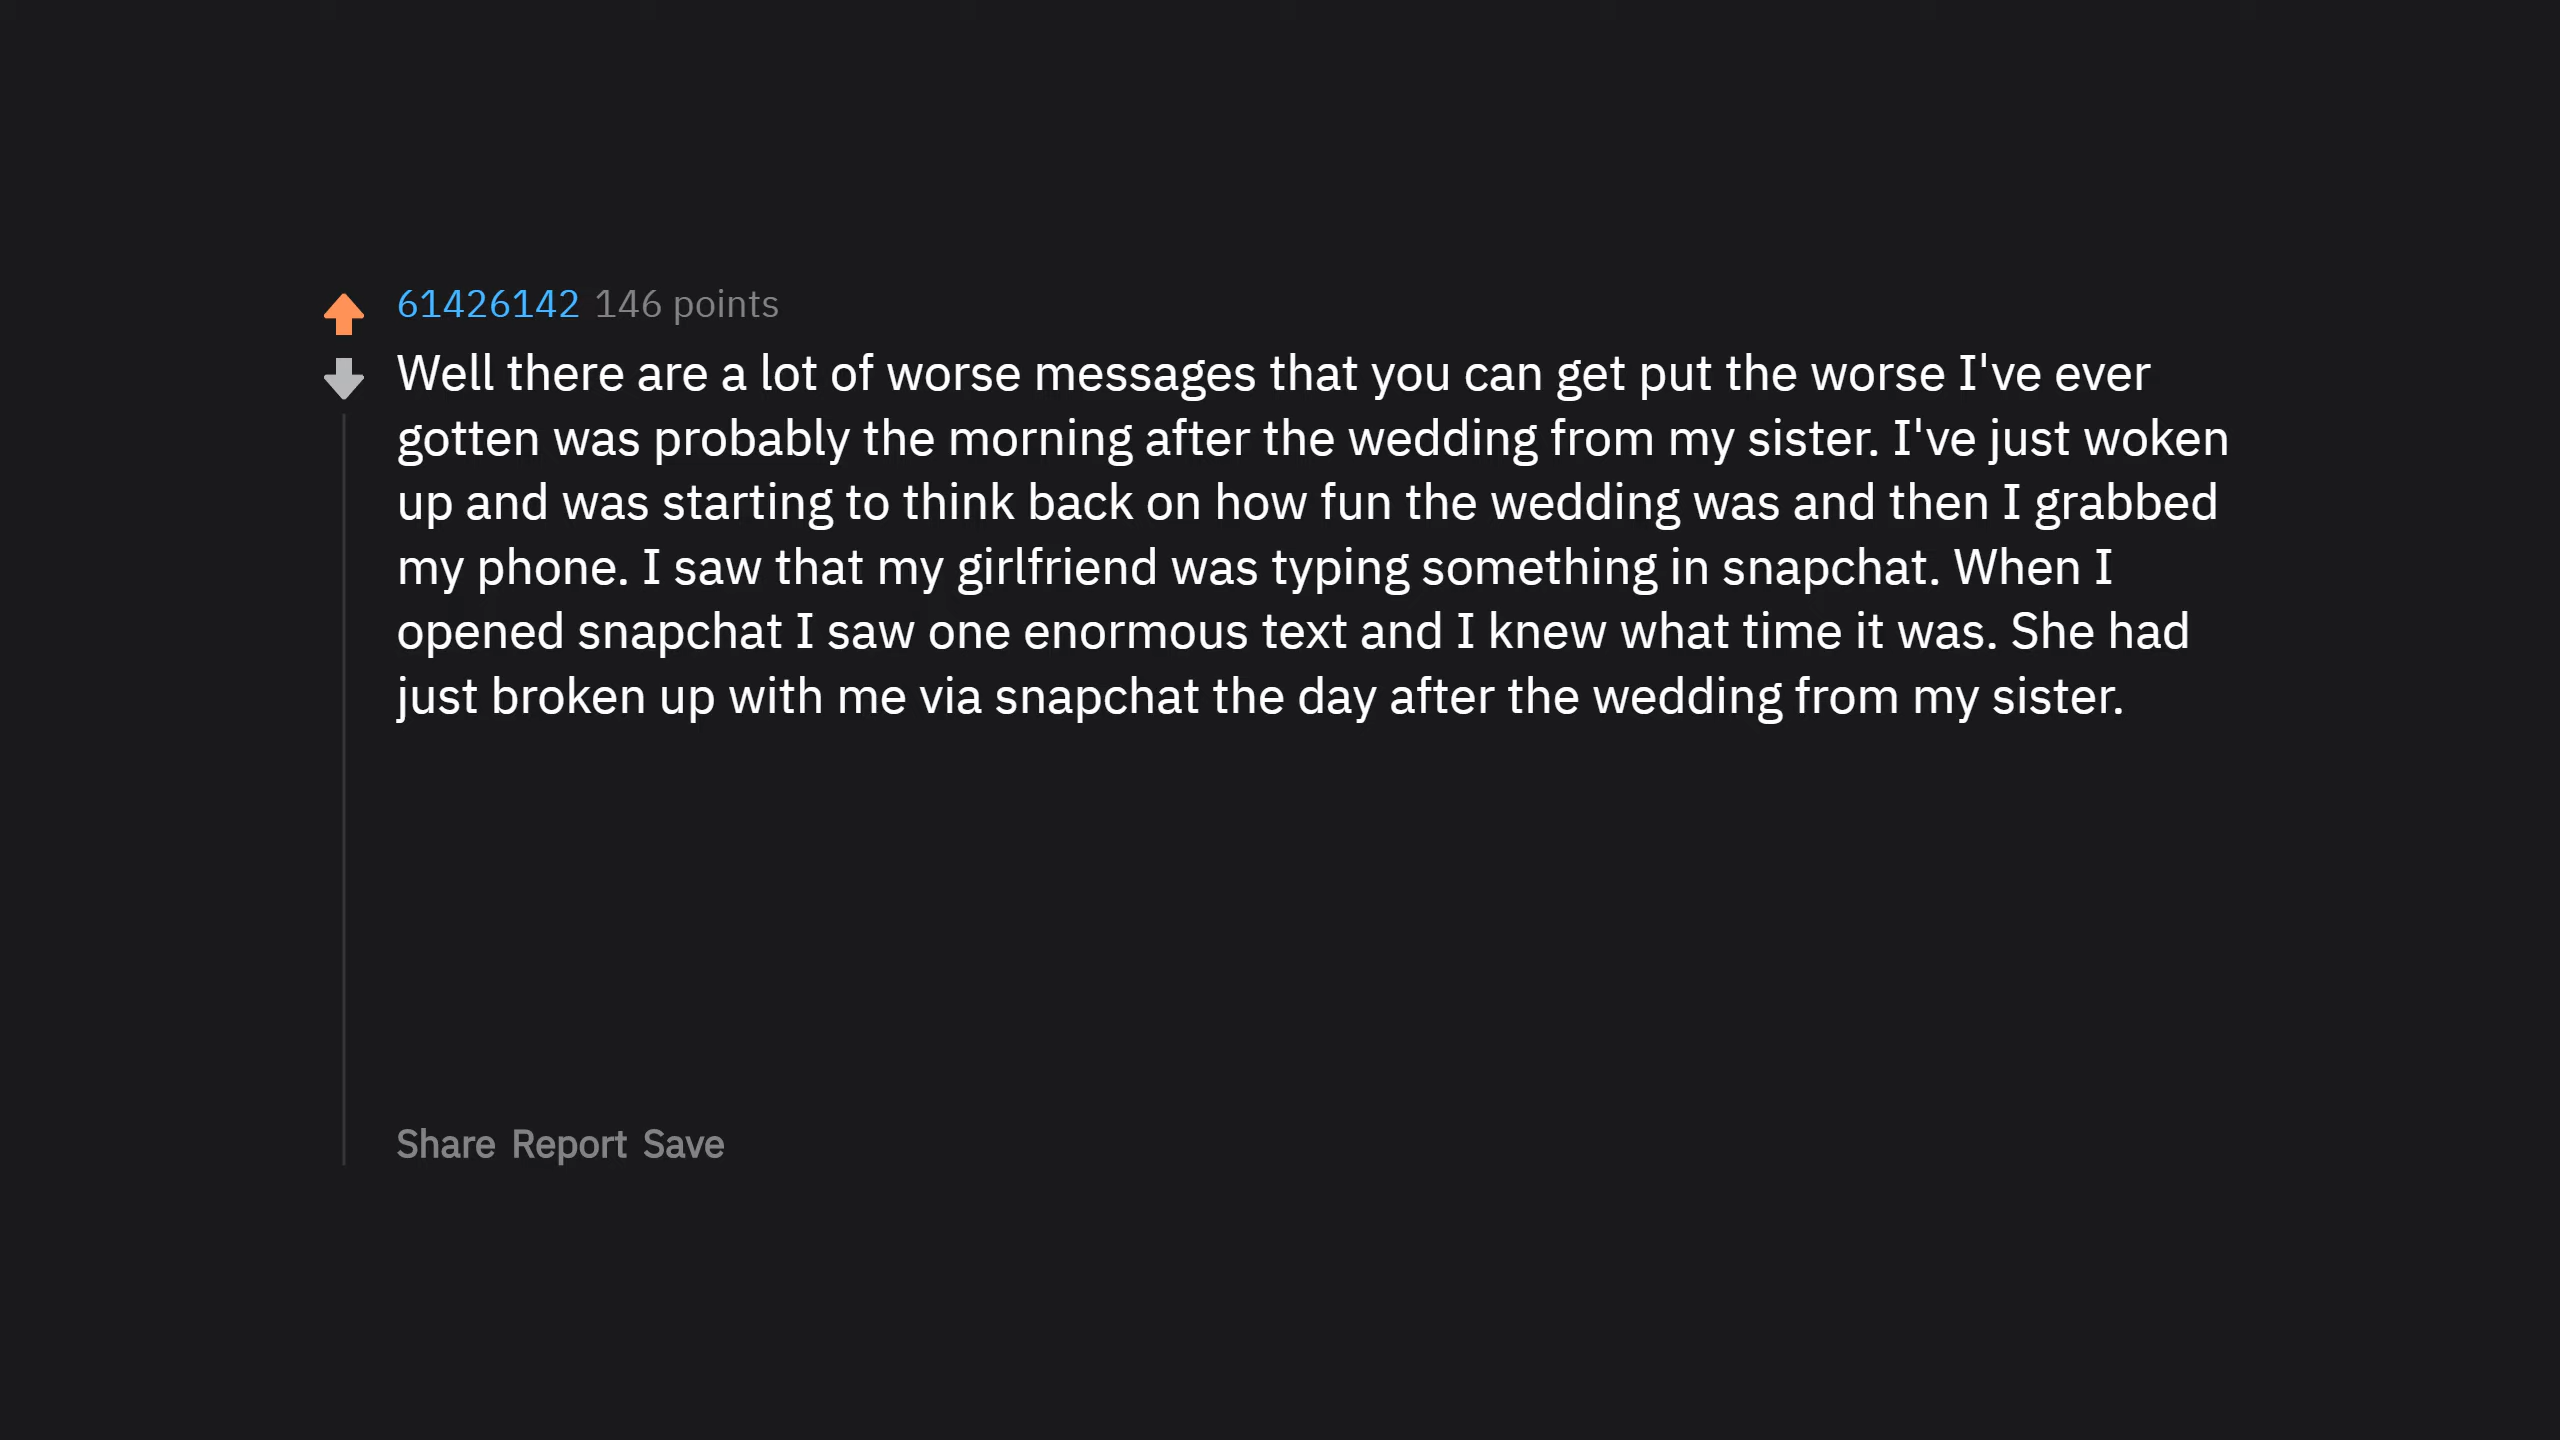 61426142 146 points
Well there are a lot of worse messages that you can get put the worse I've ever
gotten was probably the morning after the wedding from my sister. I've just woken
up and was starting to think back on how fun the wedding was and then I grabbed
my phone. I saw that my girlfriend was typing something in snapchat. When I
opened snapchat I saw one enormous text and I knew what time it was. She had
just broken up with me via snapchat the day after the wedding from my sister.
Share Report Save